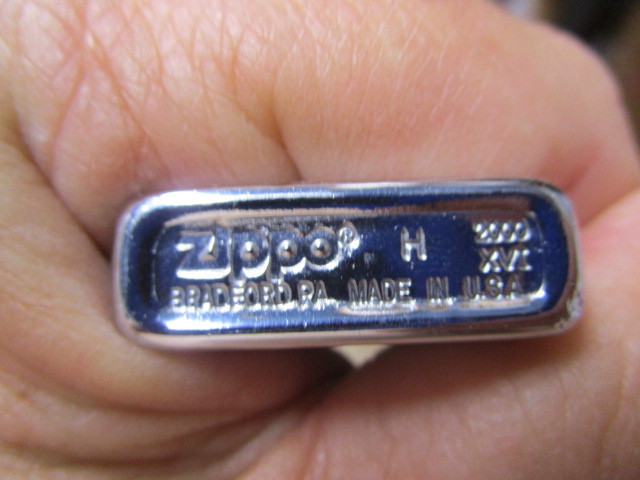 Zippo® H 2000
XVI
BRADFORD.PA. MADE IN U.S.A